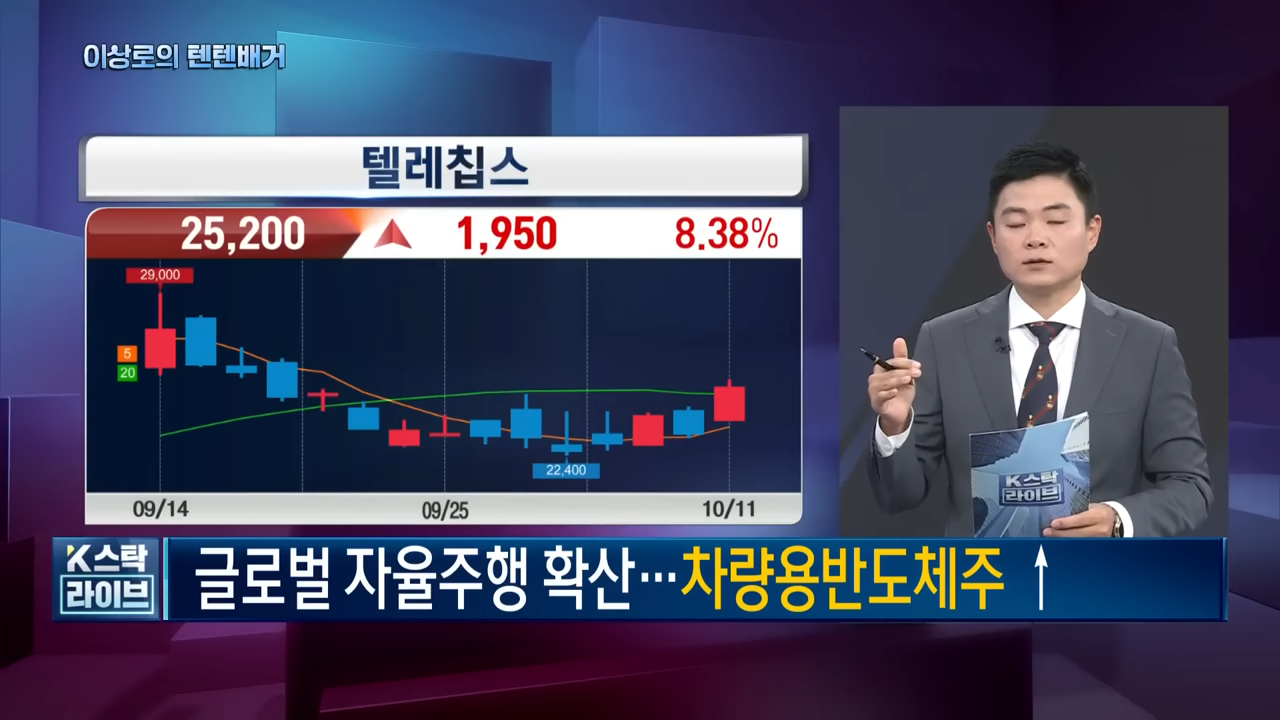 이상로의 텐텐배거
텔레칩스
25,200 ▲ 1,950 8.38%
29,000
5
20
22,400
09/14 09/25 10/11
K스탁
라이브
K스탁
라이브
글로벌 자율주행 확산…차량용반도체주 ↑